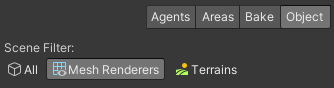 Agents Areas Bake Object
Scene Filter:
All Mesh Renderers Terrains